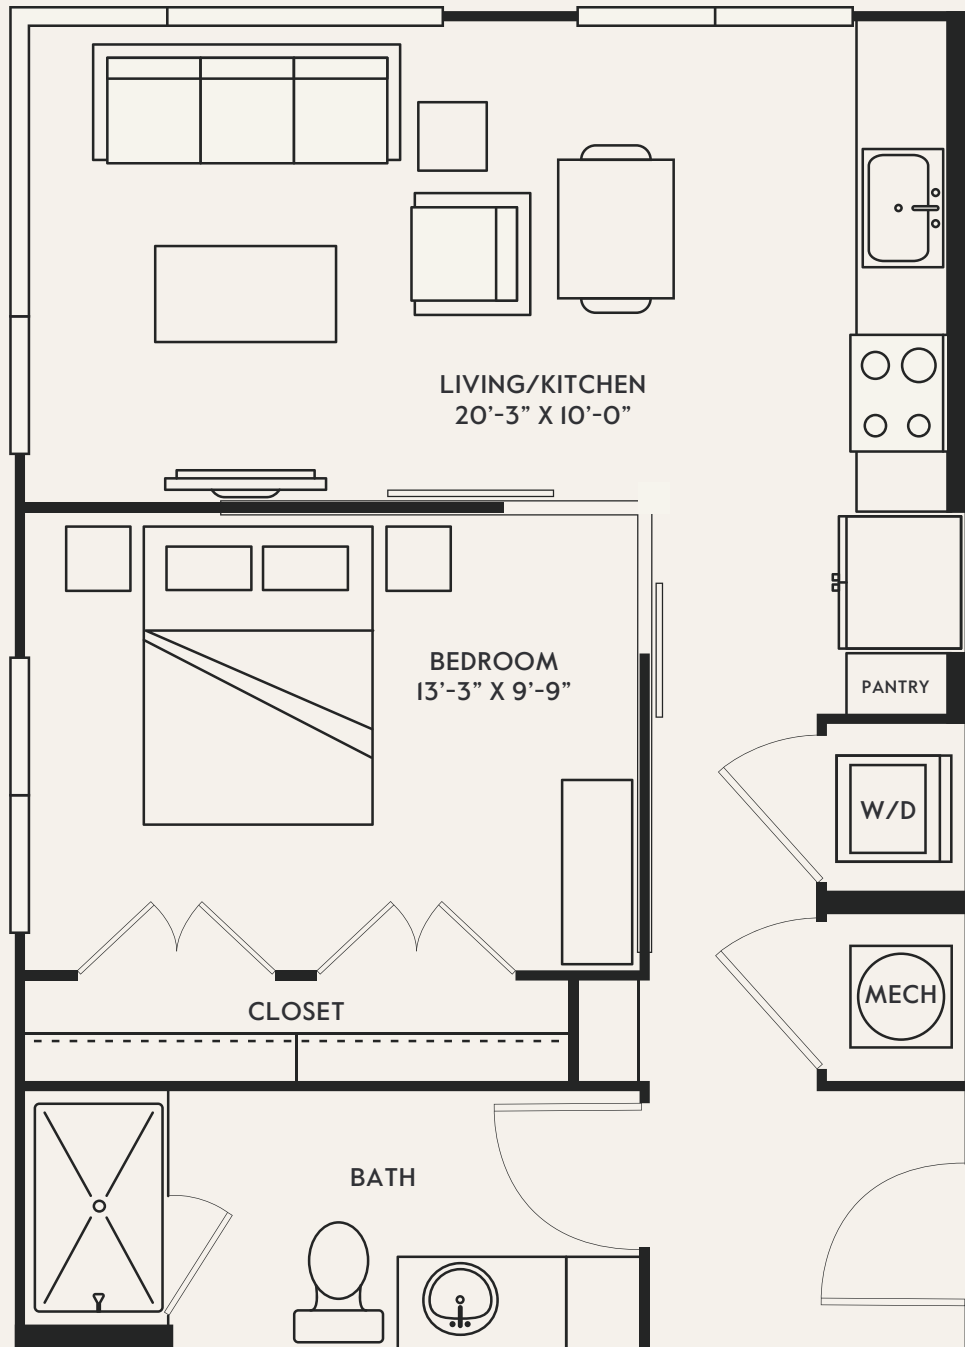 LIVING/KITCHEN
20’-3” X 10’-0”
BEDROOM
13’-3” X 9’-9”
PANTRY
W/D
MECH
CLOSET
BATH